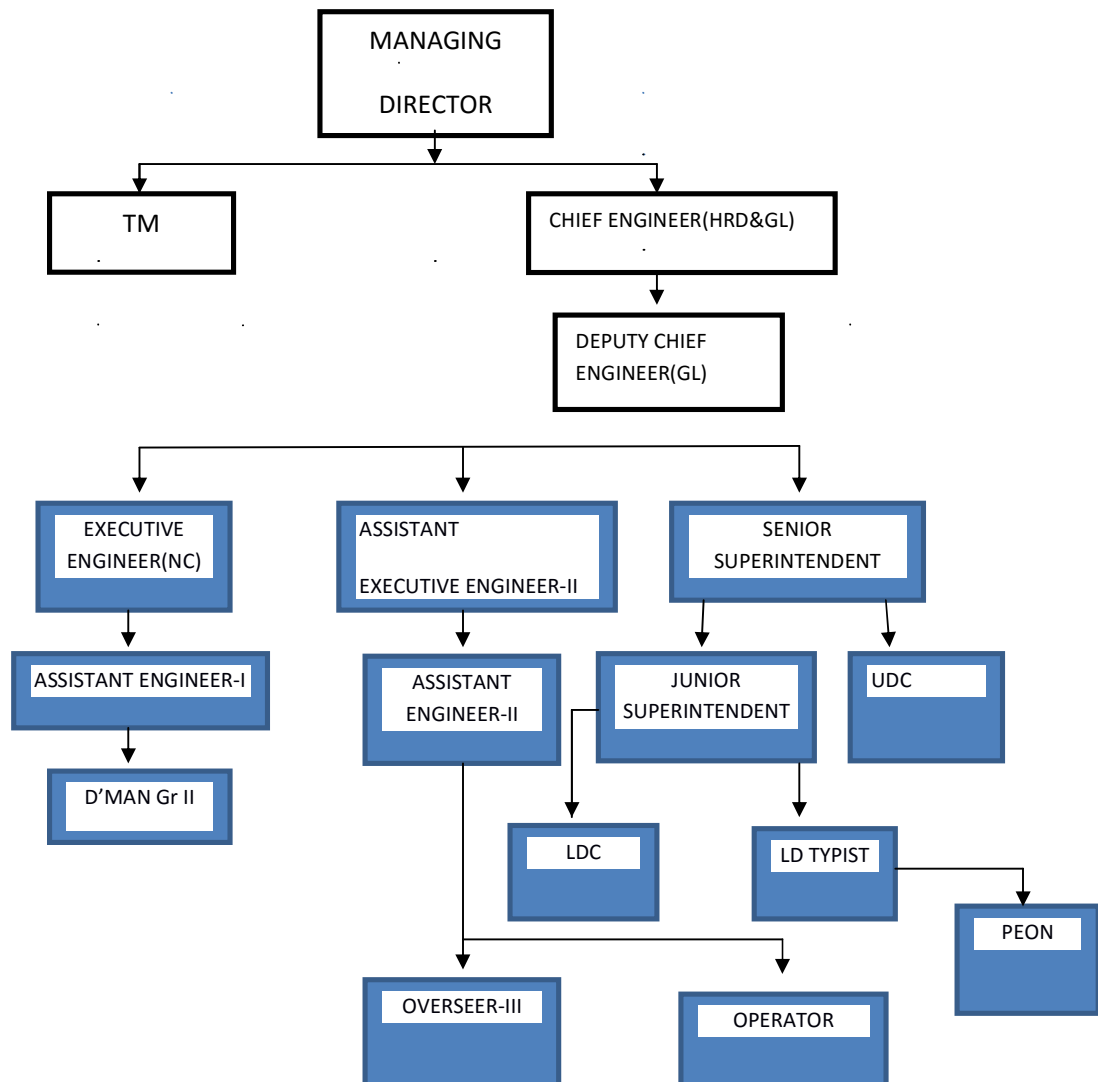 MANAGING
DIRECTOR
TM
CHIEF ENGINEER(HRD&GL)
DEPUTY CHIEF
ENGINEER(GL)
EXECUTIVE
ENGINEER(NC)
ASSISTANT
EXECUTIVE ENGINEER-II
SENIOR
SUPERINTENDENT
ASSISTANT ENGINEER-I
ASSISTANT
ENGINEER-II
JUNIOR
SUPERINTENDENT
UDC
D’MAN Gr II
LDC
LD TYPIST
PEON
OVERSEER-III
OPERATOR